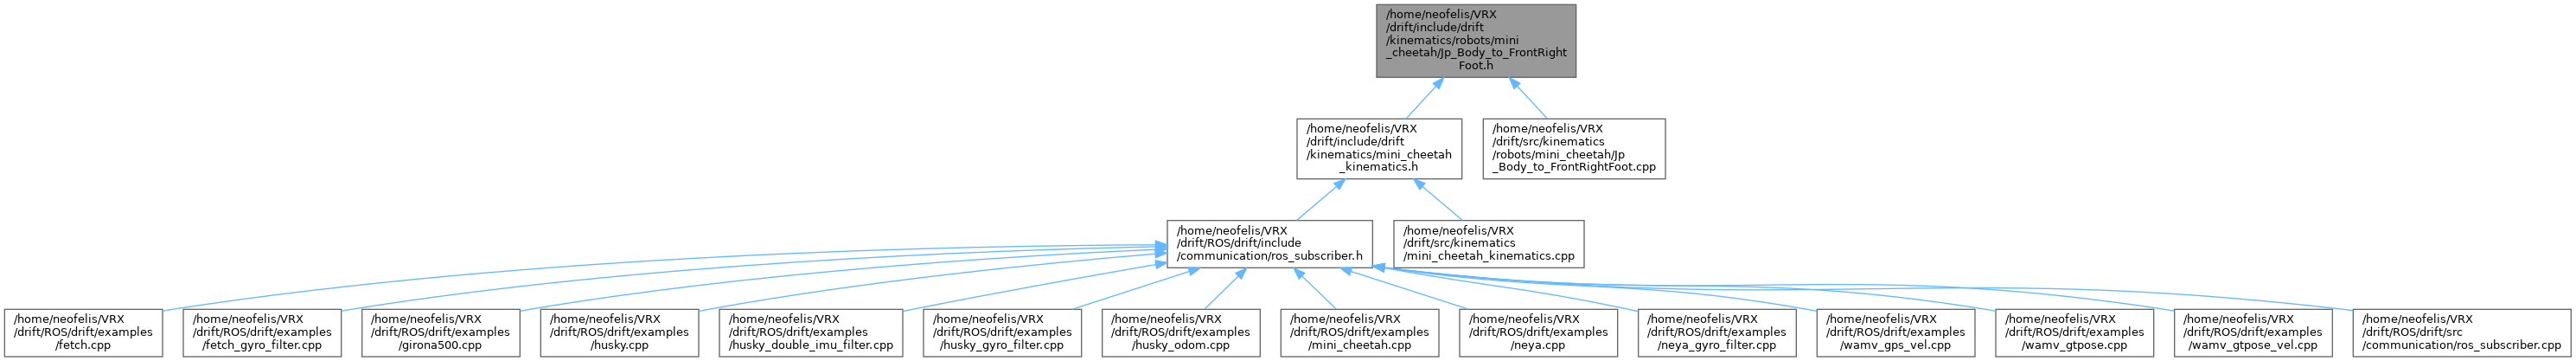 /home/neofelis/VRX
/drift/include/drift
/kinematics/robots/mini
_cheetah/Jp_Body_to_FrontRight
Foot.h
/home/neofelis/VRX
/drift/include/drift
/kinematics/mini_cheetah
_kinematics.h
/home/neofelis/VRX
/drift/src/kinematics
/robots/mini_cheetah/Jp
_Body_to_FrontRightFoot.cpp
/home/neofelis/VRX
/drift/ROS/drift/include
/communication/ros_subscriber.h
/home/neofelis/VRX
/drift/src/kinematics
/mini_cheetah_kinematics.cpp
/home/neofelis/VRX
/drift/ROS/drift/examples
/fetch.cpp
/home/neofelis/VRX
/drift/ROS/drift/examples
/fetch_gyro_filter.cpp
/home/neofelis/VRX
/drift/ROS/drift/examples
/girona500.cpp
/home/neofelis/VRX
/drift/ROS/drift/examples
/husky.cpp
/home/neofelis/VRX
/drift/ROS/drift/examples
/husky_double_imu_filter.cpp
/home/neofelis/VRX
/drift/ROS/drift/examples
/husky_gyro_filter.cpp
/home/neofelis/VRX
/drift/ROS/drift/examples
/husky_odom.cpp
/home/neofelis/VRX
/drift/ROS/drift/examples
/mini_cheetah.cpp
/home/neofelis/VRX
/drift/ROS/drift/examples
/neya.cpp
/home/neofelis/VRX
/drift/ROS/drift/examples
/neya_gyro_filter.cpp
/home/neofelis/VRX
/drift/ROS/drift/examples
/wamv_gps_vel.cpp
/home/neofelis/VRX
/drift/ROS/drift/examples
/wamv_gtpose.cpp
/home/neofelis/VRX
/drift/ROS/drift/examples
/wamv_gtpose_vel.cpp
/home/neofelis/VRX
/drift/ROS/drift/src
/communication/ros_subscriber.cpp